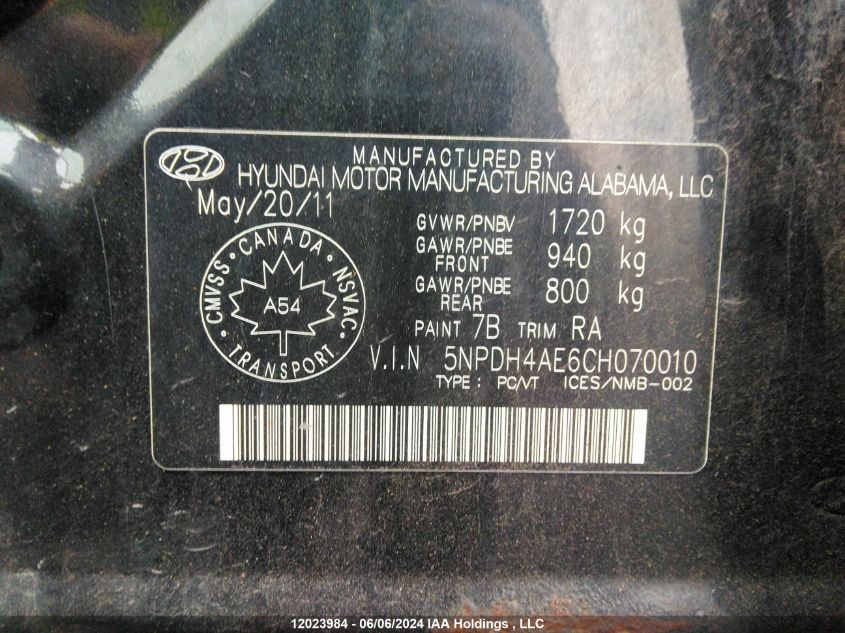 MANUFACTURED BY
HYUNDAI MOTOR MANUFACTURING ALABAMA, LLC
May/20/11
GVWR/PNBV 1720 kg
GAWR/PNBE FRONT 940 kg
GAWR/PNBE REAR 800 kg
PAINT 7B TRIM RA
CMVSS • CANADA • NSVAC • TRANSPORT •
A54
V.I.N 5NPDH4AE6CH070010
TYPE : PC/VT ICES/NMB-002
12023984 - 06/06/2024 IAA Holdings , LLC